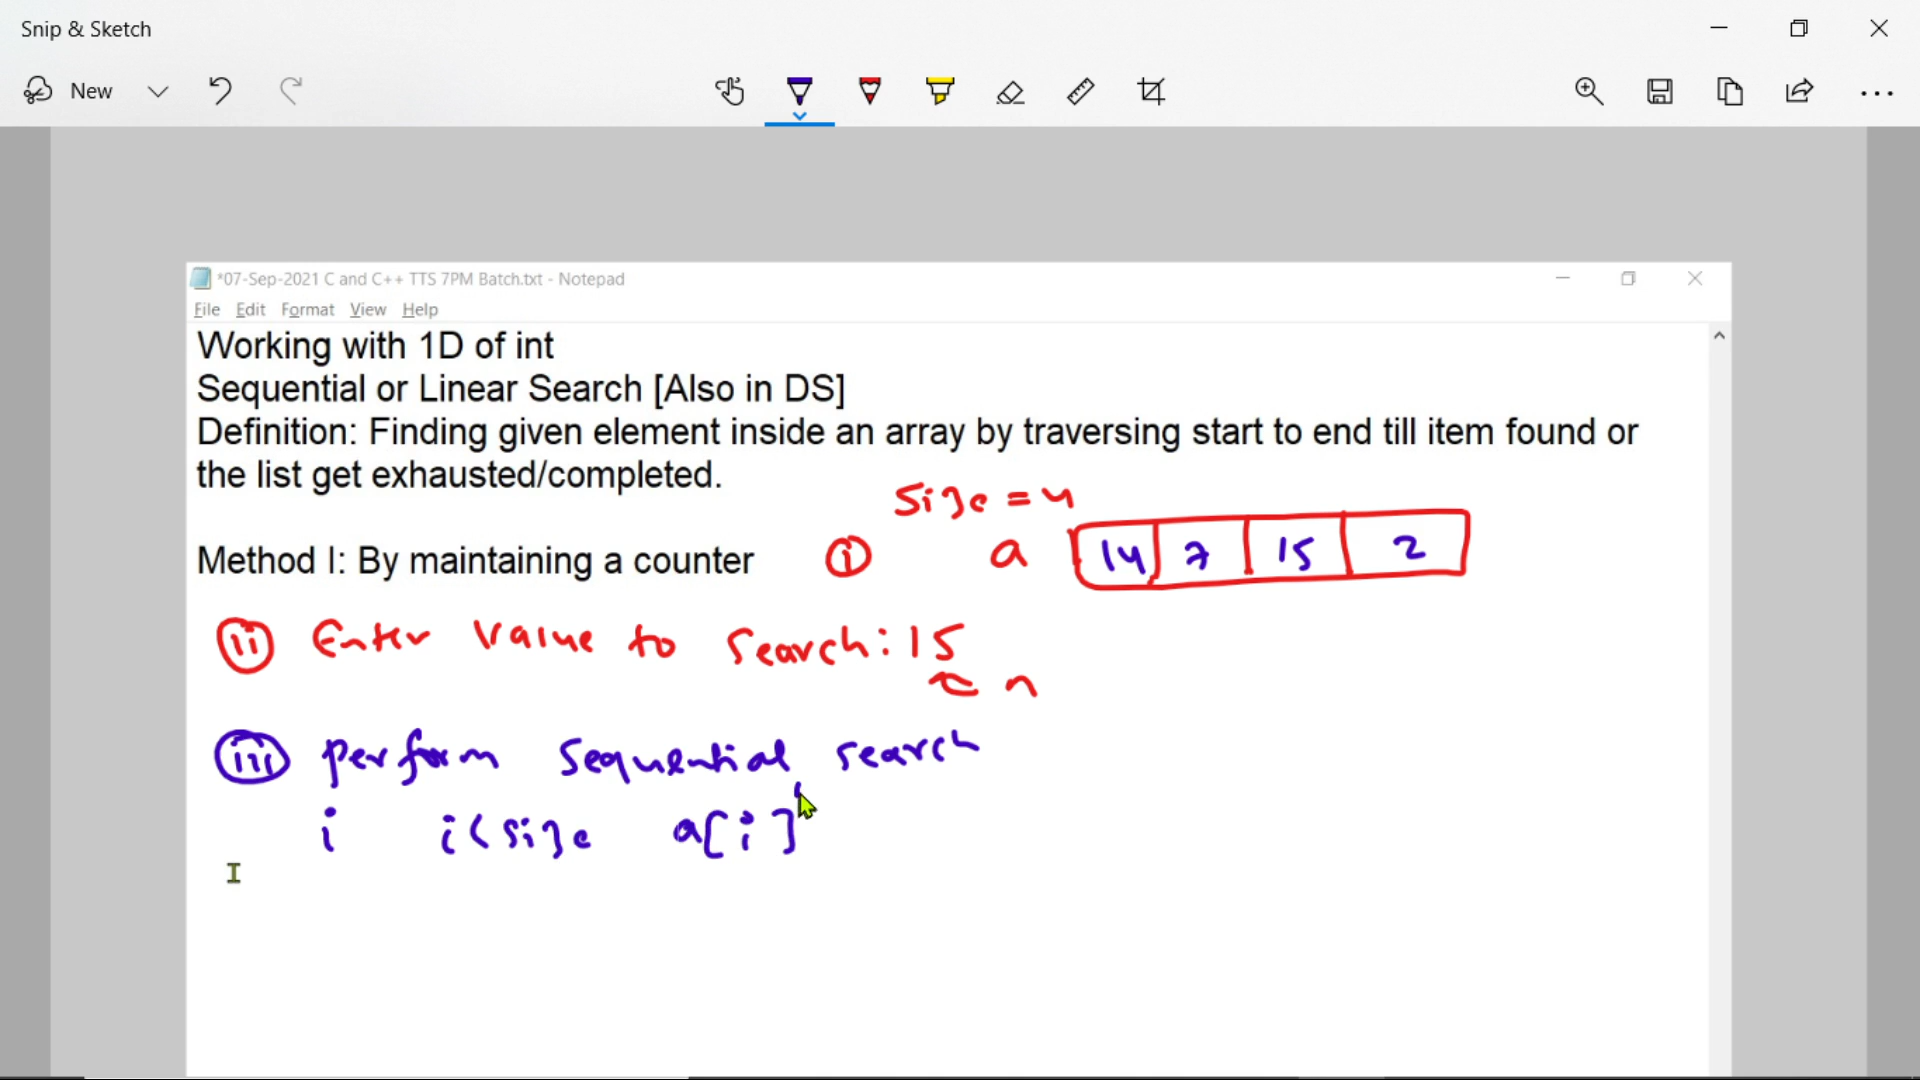 Snip & Sketch
New
*07-Sep-2021 C and C++ TTS 7PM Batch.txt - Notepad
File Edit Format View Help
Working with 1D of int
Sequential or Linear Search [Also in DS]
Definition: Finding given element inside an array by traversing start to end till item found or
the list get exhausted/completed.
Size = 4
Method I: By maintaining a counter i a 14 7 15 2
ii Enter value to search: 15
n
iii perform sequential search
i i<size a[i]